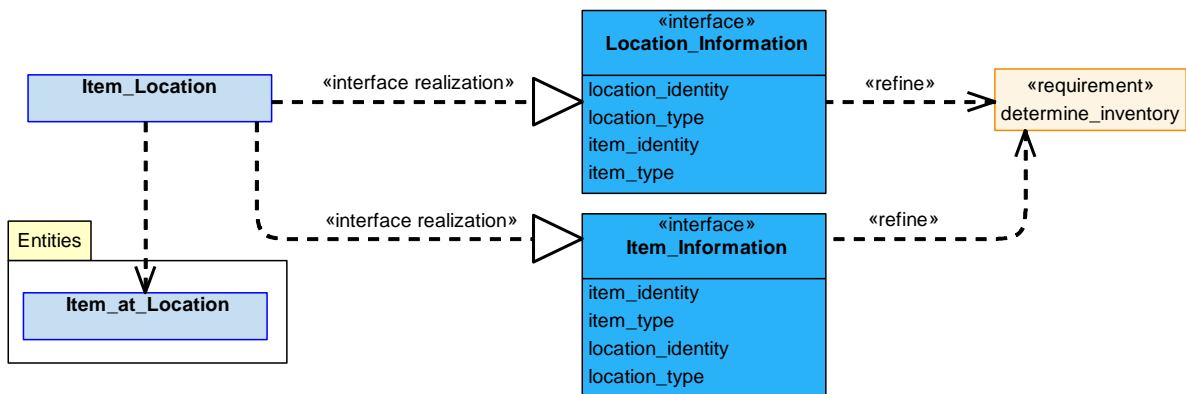 «interface»
Location_Information
location_identity
location_type
item_identity
item_type
Item_Location
«interface realization»
«refine»
«requirement»
determine_inventory
«interface realization»
«refine»
Entities
Item_at_Location
«interface»
Item_Information
item_identity
item_type
location_identity
location_type